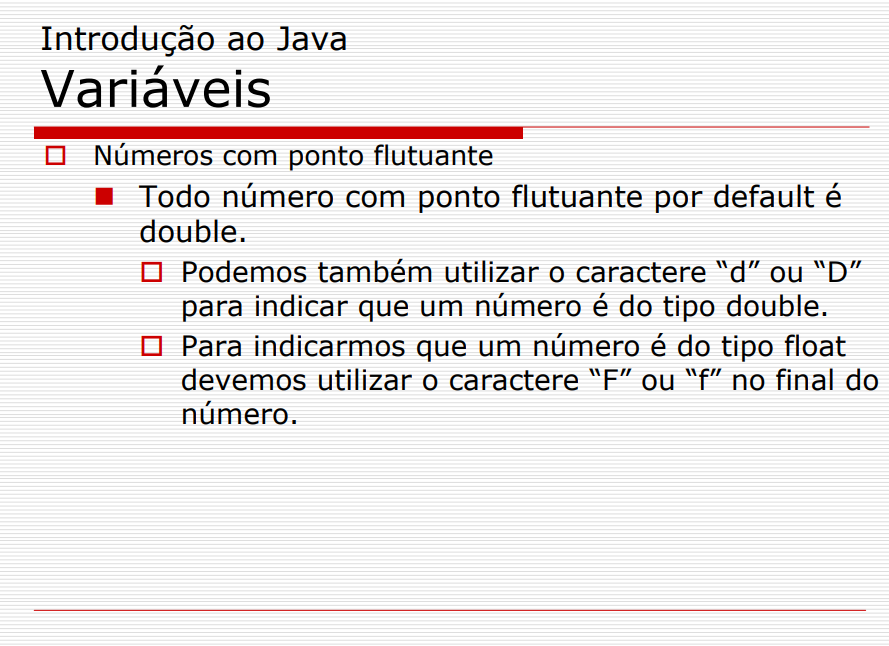 Introdução ao Java
Variáveis
Números com ponto flutuante
Todo número com ponto flutuante por default é
double.
Podemos também utilizar o caractere “d” ou “D”
para indicar que um número é do tipo double.
Para indicarmos que um número é do tipo float
devemos utilizar o caractere “F” ou “f” no final do
número.